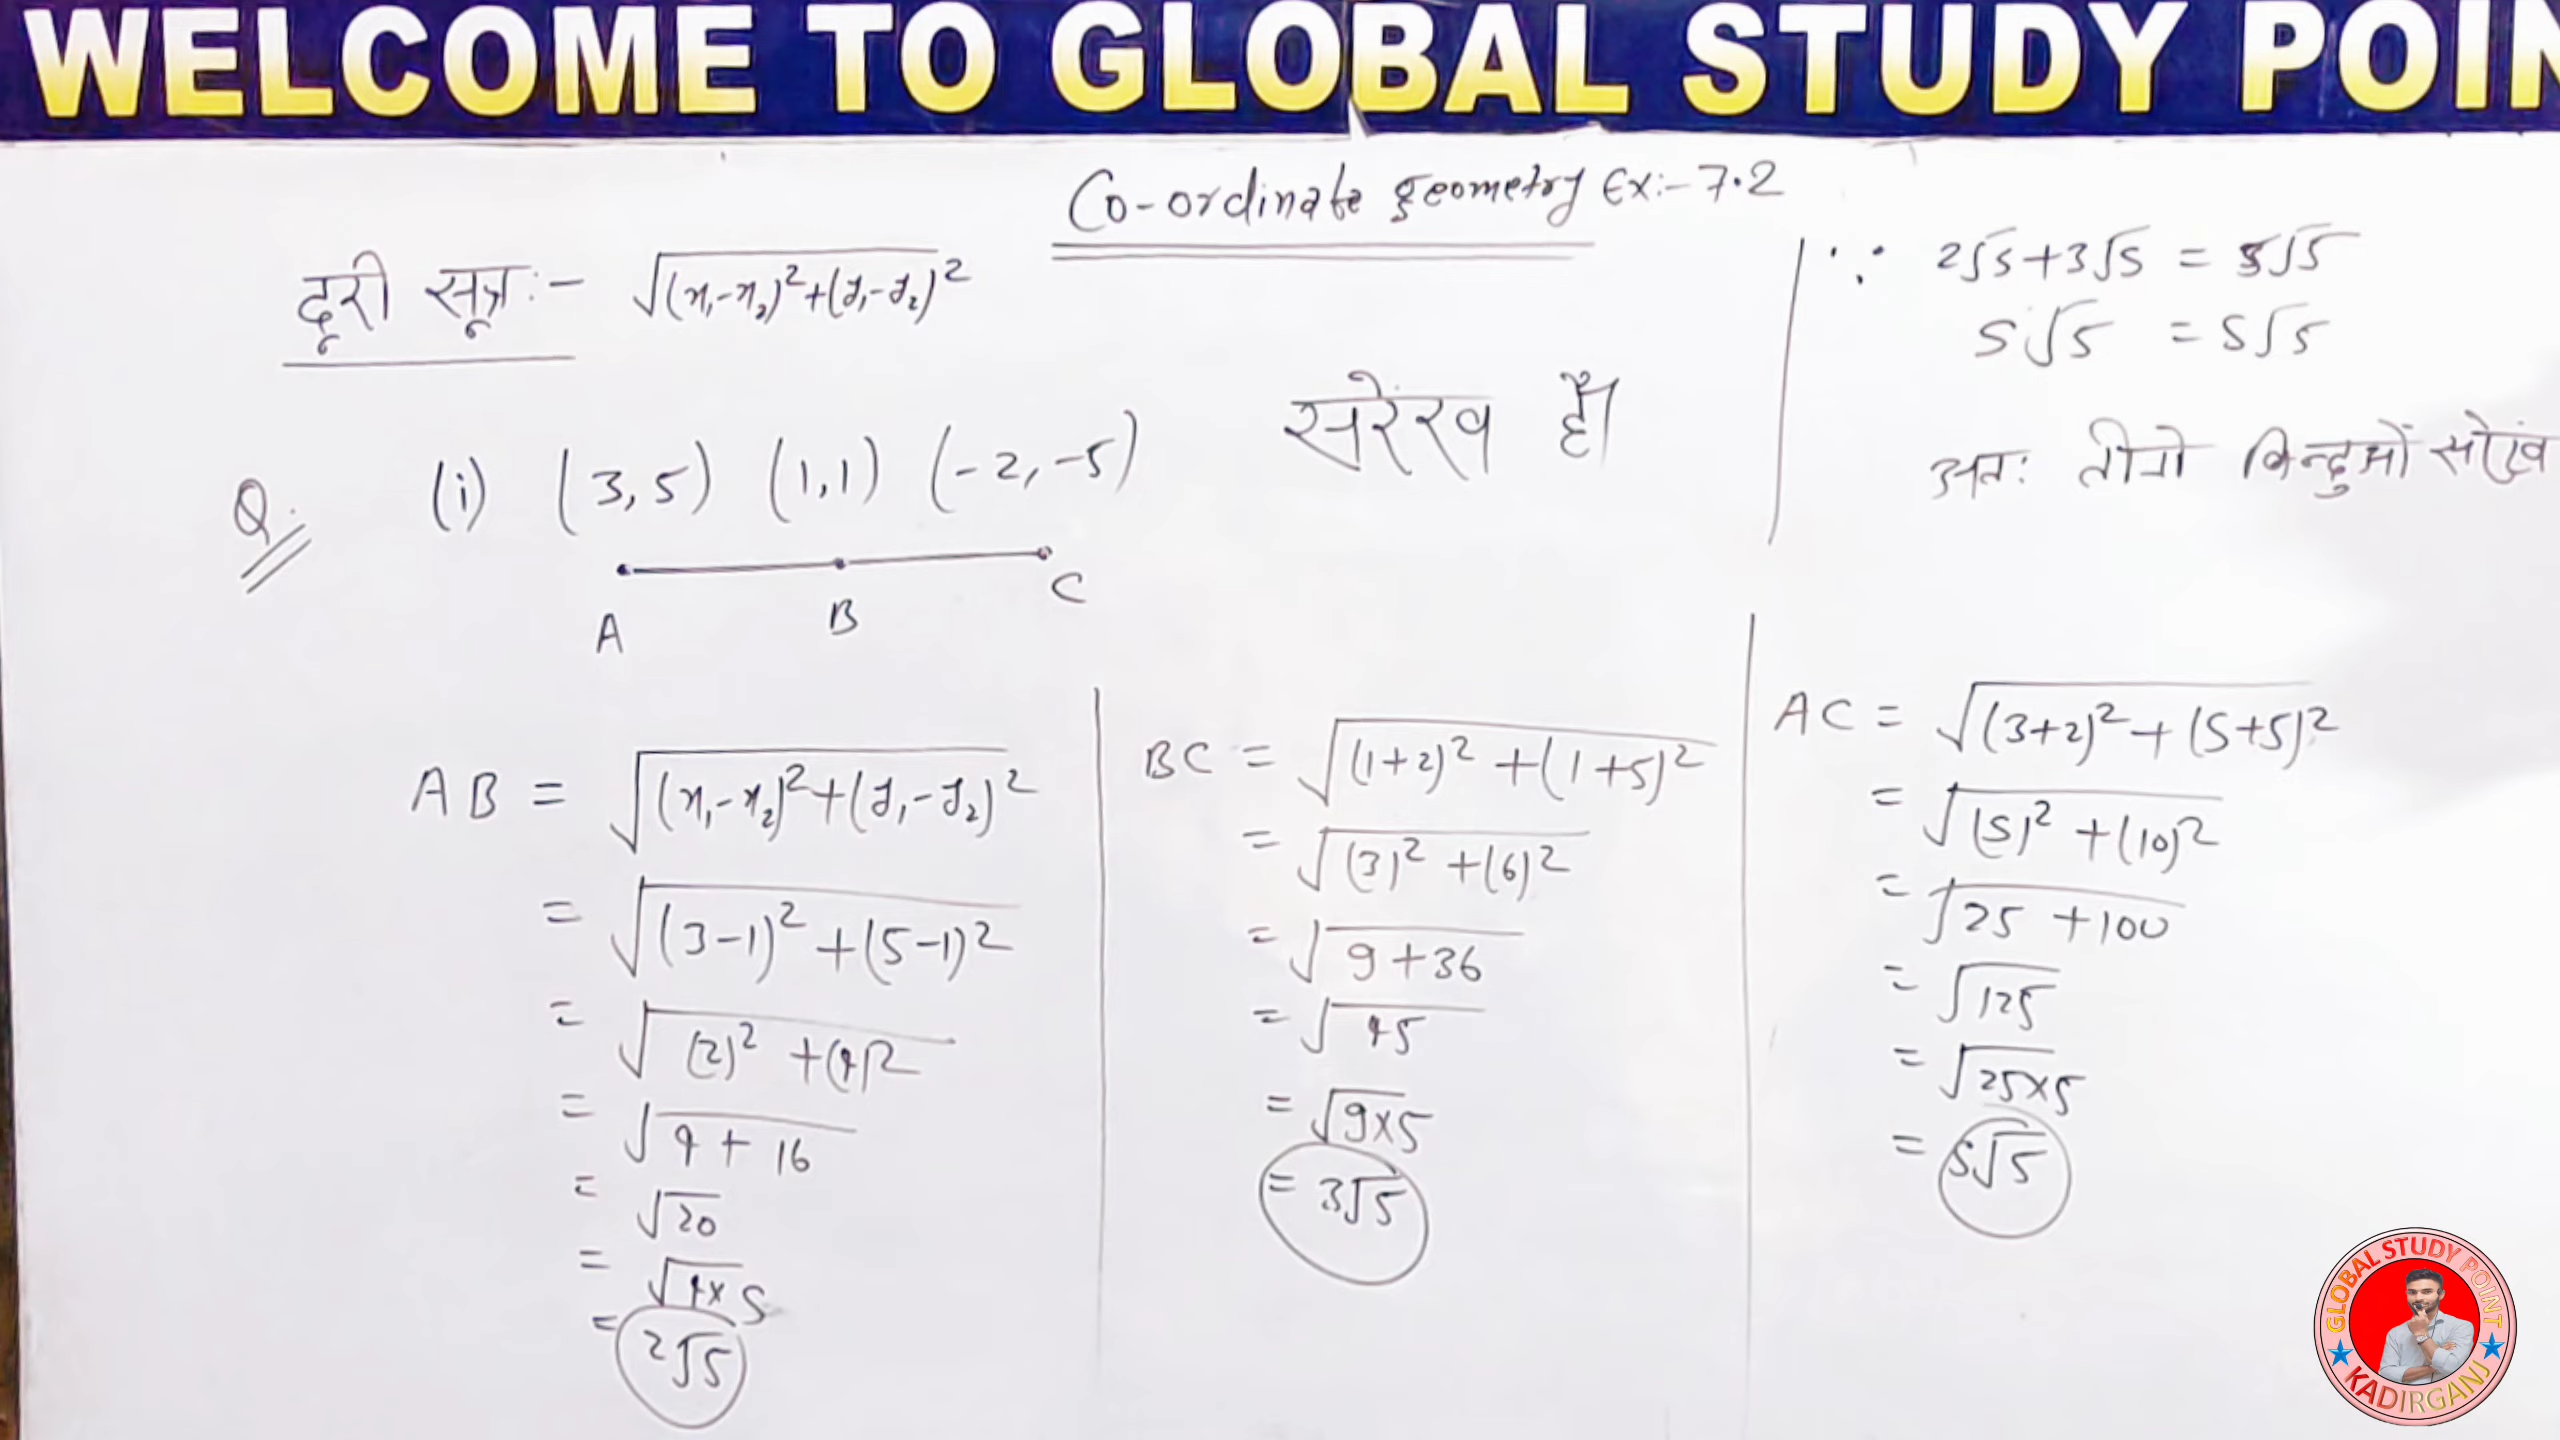 WELCOME TO GLOBAL STUDY POIN
Co-ordinate geometry Ex:- 7.2
दूरी सूत्र :- √(x₁-x₂)²+(y₁-y₂)²
Q. (i) (3,5) (1,1) (-2,-5) सरेंरव हैं।
A B C
AB = √(x₁-x₂)²+(y₁-y₂)²
= √(3-1)²+(5-1)²
= √(2)²+(4)²
= √4+16
= √20
= √4×5
= 2√5
BC = √(1+2)²+(1+5)²
= √(3)²+(6)²
= √9+36
= √45
= √9×5
= 3√5
∵ 2√5+3√5 = 5√5
5√5 = 5√5
अतः तीनो बिन्दुओं
AC = √(3+2)²+(5+5)²
= √(5)²+(10)²
= √25+100
= √125
= √25×5
= 5√5
GLOBAL STUDY POINT
KADIRGANJ